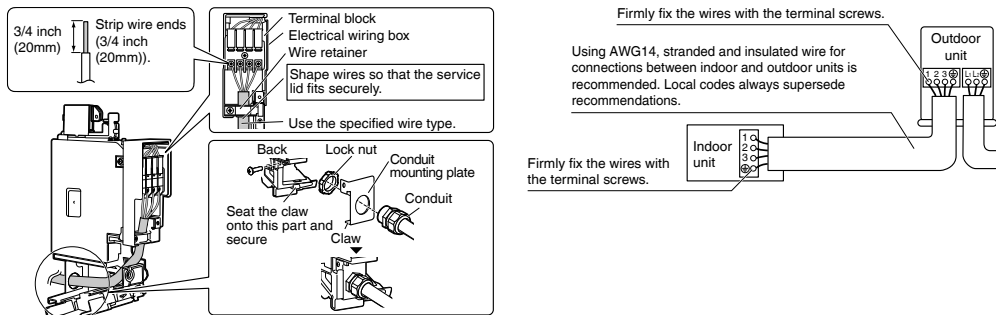 3/4 inch
(20mm)
Strip wire ends
(3/4 inch
(20mm)).
Terminal block
Electrical wiring box
Wire retainer
Shape wires so that the service
lid fits securely.
Use the specified wire type.
Back
Lock nut
Conduit
mounting plate
Conduit
Seat the claw
onto this part and
secure
Claw
Firmly fix the wires with the terminal screws.
Using AWG14, stranded and insulated wire for
connections between indoor and outdoor units is
recommended. Local codes always supersede
recommendations.
Outdoor
unit
1 2 3
L1 L2
Indoor
unit
1
2
3
Firmly fix the wires with
the terminal screws.